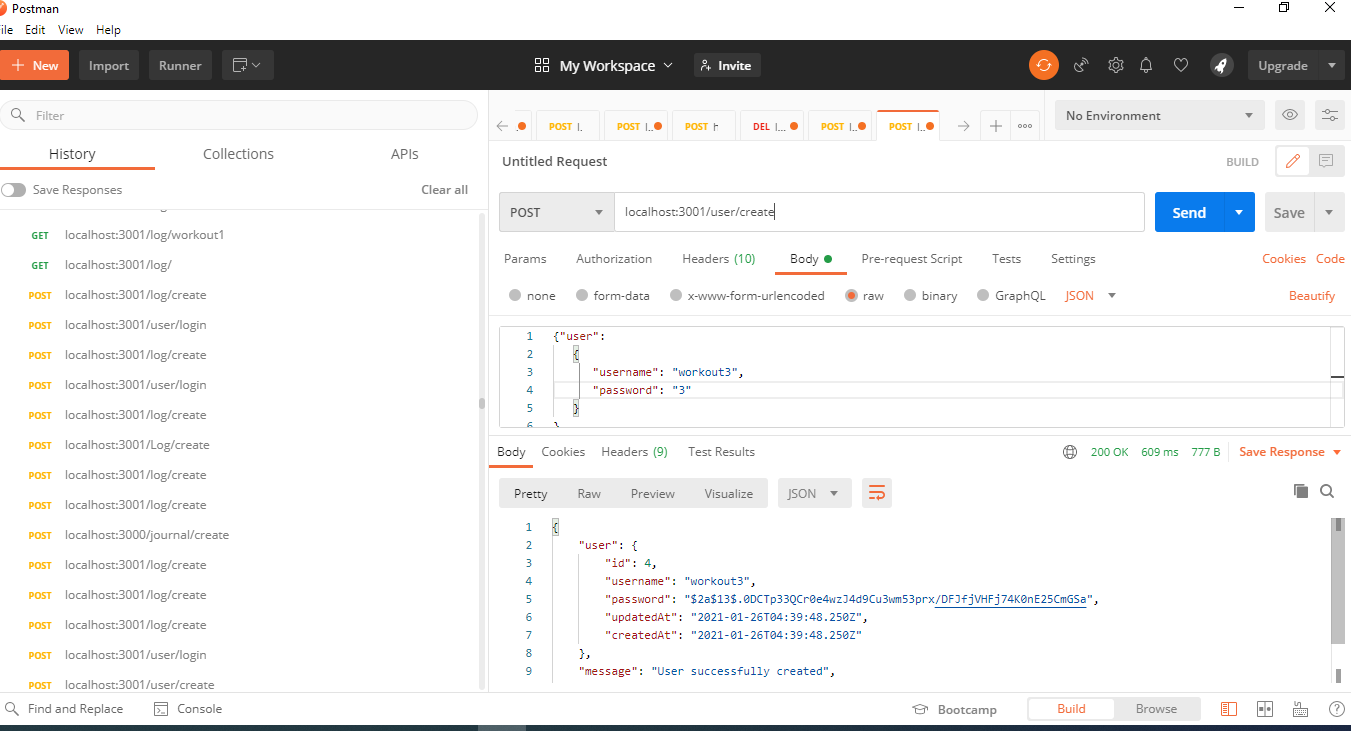 Postman
ile Edit View Help
+ New Import Runner My Workspace Invite Upgrade
Filter
History Collections APIs
Save Responses Clear all
GET localhost:3001/log/workout1
GET localhost:3001/log/
POST localhost:3001/log/create
POST localhost:3001/user/login
POST localhost:3001/log/create
POST localhost:3001/user/login
POST localhost:3001/log/create
POST localhost:3001/Log/create
POST localhost:3001/log/create
POST localhost:3001/log/create
POST localhost:3000/journal/create
POST localhost:3001/log/create
POST localhost:3001/log/create
POST localhost:3001/log/create
POST localhost:3001/user/login
POST localhost:3001/user/create
POST l. POST l.. POST h DEL l... POST l.. POST l..
No Environment
Untitled Request BUILD
POST localhost:3001/user/create Send Save
Params Authorization Headers (10) Body Pre-request Script Tests Settings Cookies Code
none form-data x-www-form-urlencoded raw binary GraphQL JSON Beautify
1 {"user":
2 {
3 "username": "workout3",
4 "password": "3"
5 }
6 }
Body Cookies Headers (9) Test Results 200 OK 609 ms 777 B Save Response
Pretty Raw Preview Visualize JSON
1 {
2 "user": {
3 "id": 4,
4 "username": "workout3",
5 "password": "$2a$13$.0DCTp33QCr0e4wzJ4d9Cu3wm53prx/DFJfjVHFj74K0nE25CmGSa",
6 "updatedAt": "2021-01-26T04:39:48.250Z",
7 "createdAt": "2021-01-26T04:39:48.250Z"
8 },
9 "message": "User successfully created",
Find and Replace Console Bootcamp Build Browse